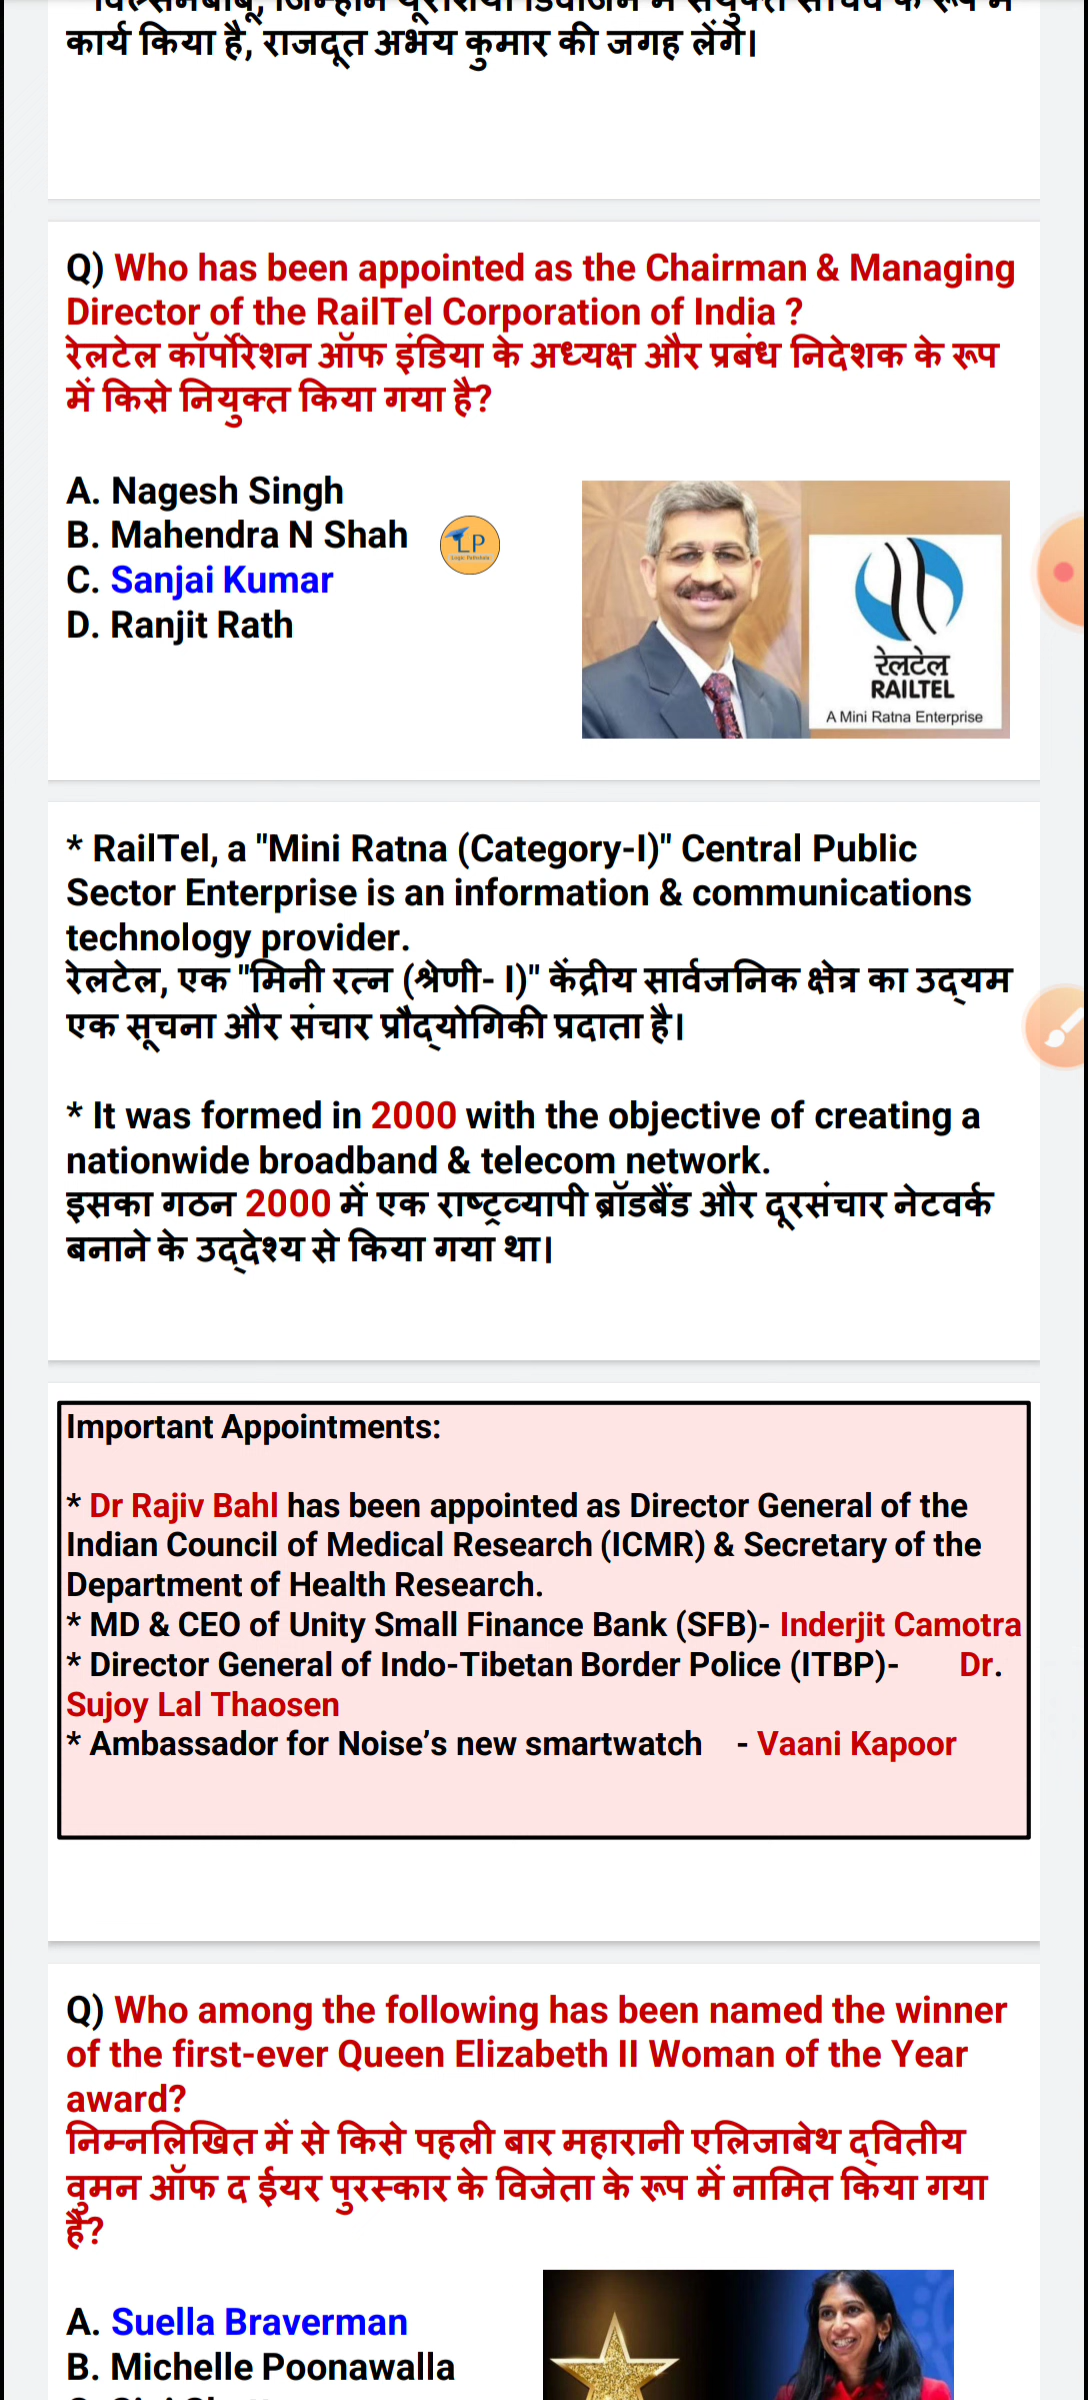 कार्य किया है, राजदूत अभय कुमार की जगह लेंगे।
Q) Who has been appointed as the Chairman & Managing
Director of the RailTel Corporation of India ?
रेलटेल कॉर्पोरेशन ऑफ इंडिया के अध्यक्ष और प्रबंध निदेशक के रूप
में किसे नियुक्त किया गया है?
A. Nagesh Singh
B. Mahendra N Shah
C. Sanjai Kumar
D. Ranjit Rath
LP
Logic Pathshala
रेलटेल
RAILTEL
A Mini Ratna Enterprise
* RailTel, a "Mini Ratna (Category-I)" Central Public
Sector Enterprise is an information & communications
technology provider.
रेलटेल, एक "मिनी रत्न (श्रेणी- I)" केंद्रीय सार्वजनिक क्षेत्र का उद्यम
एक सूचना और संचार प्रौद्योगिकी प्रदाता है।
* It was formed in 2000 with the objective of creating a
nationwide broadband & telecom network.
इसका गठन 2000 में एक राष्ट्रव्यापी ब्रॉडबैंड और दूरसंचार नेटवर्क
बनाने के उद्देश्य से किया गया था।
Important Appointments:
* Dr Rajiv Bahl has been appointed as Director General of the
Indian Council of Medical Research (ICMR) & Secretary of the
Department of Health Research.
* MD & CEO of Unity Small Finance Bank (SFB)- Inderjit Camotra
* Director General of Indo-Tibetan Border Police (ITBP)- Dr.
Sujoy Lal Thaosen
* Ambassador for Noise’s new smartwatch - Vaani Kapoor
Q) Who among the following has been named the winner
of the first-ever Queen Elizabeth II Woman of the Year
award?
निम्नलिखित में से किसे पहली बार महारानी एलिजाबेथ द्वितीय
वुमन ऑफ द ईयर पुरस्कार के विजेता के रूप में नामित किया गया
है?
A. Suella Braverman
B. Michelle Poonawalla